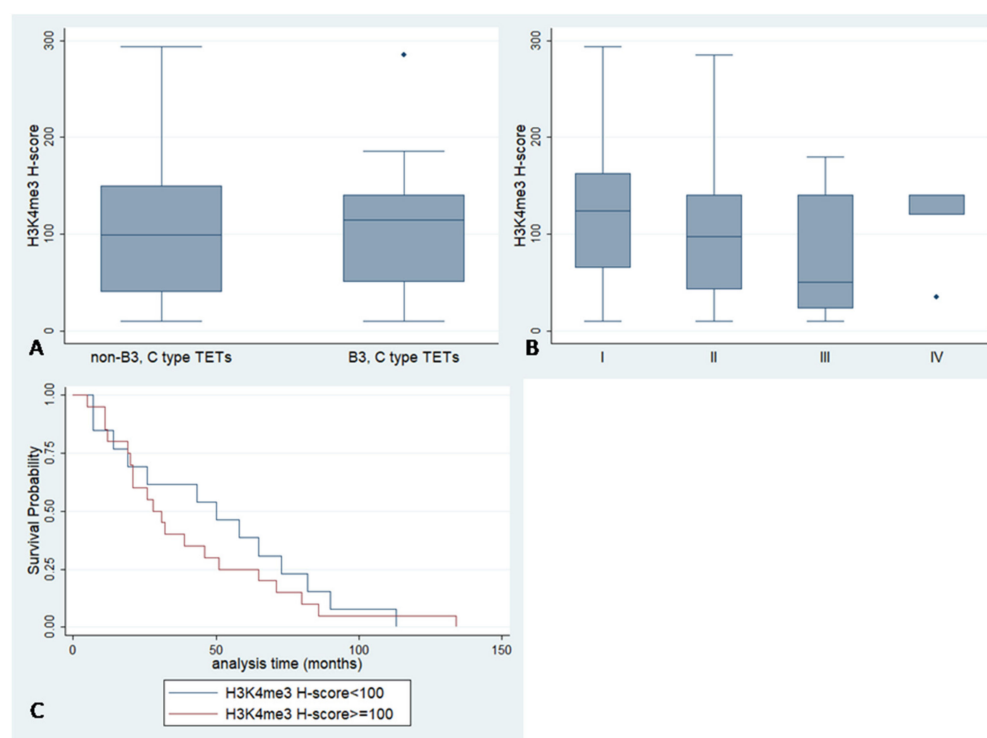 H3K4me3 H-score
300
200
100
0
non-B3, C type TETs
B3, C type TETs
A
H3K4me3 H-score
300
200
100
0
I
II
III
IV
B
Survival Probability
1.00
0.75
0.50
0.25
0.00
0
50
100
150
analysis time (months)
H3K4me3 H-score<100
H3K4me3 H-score>=100
C